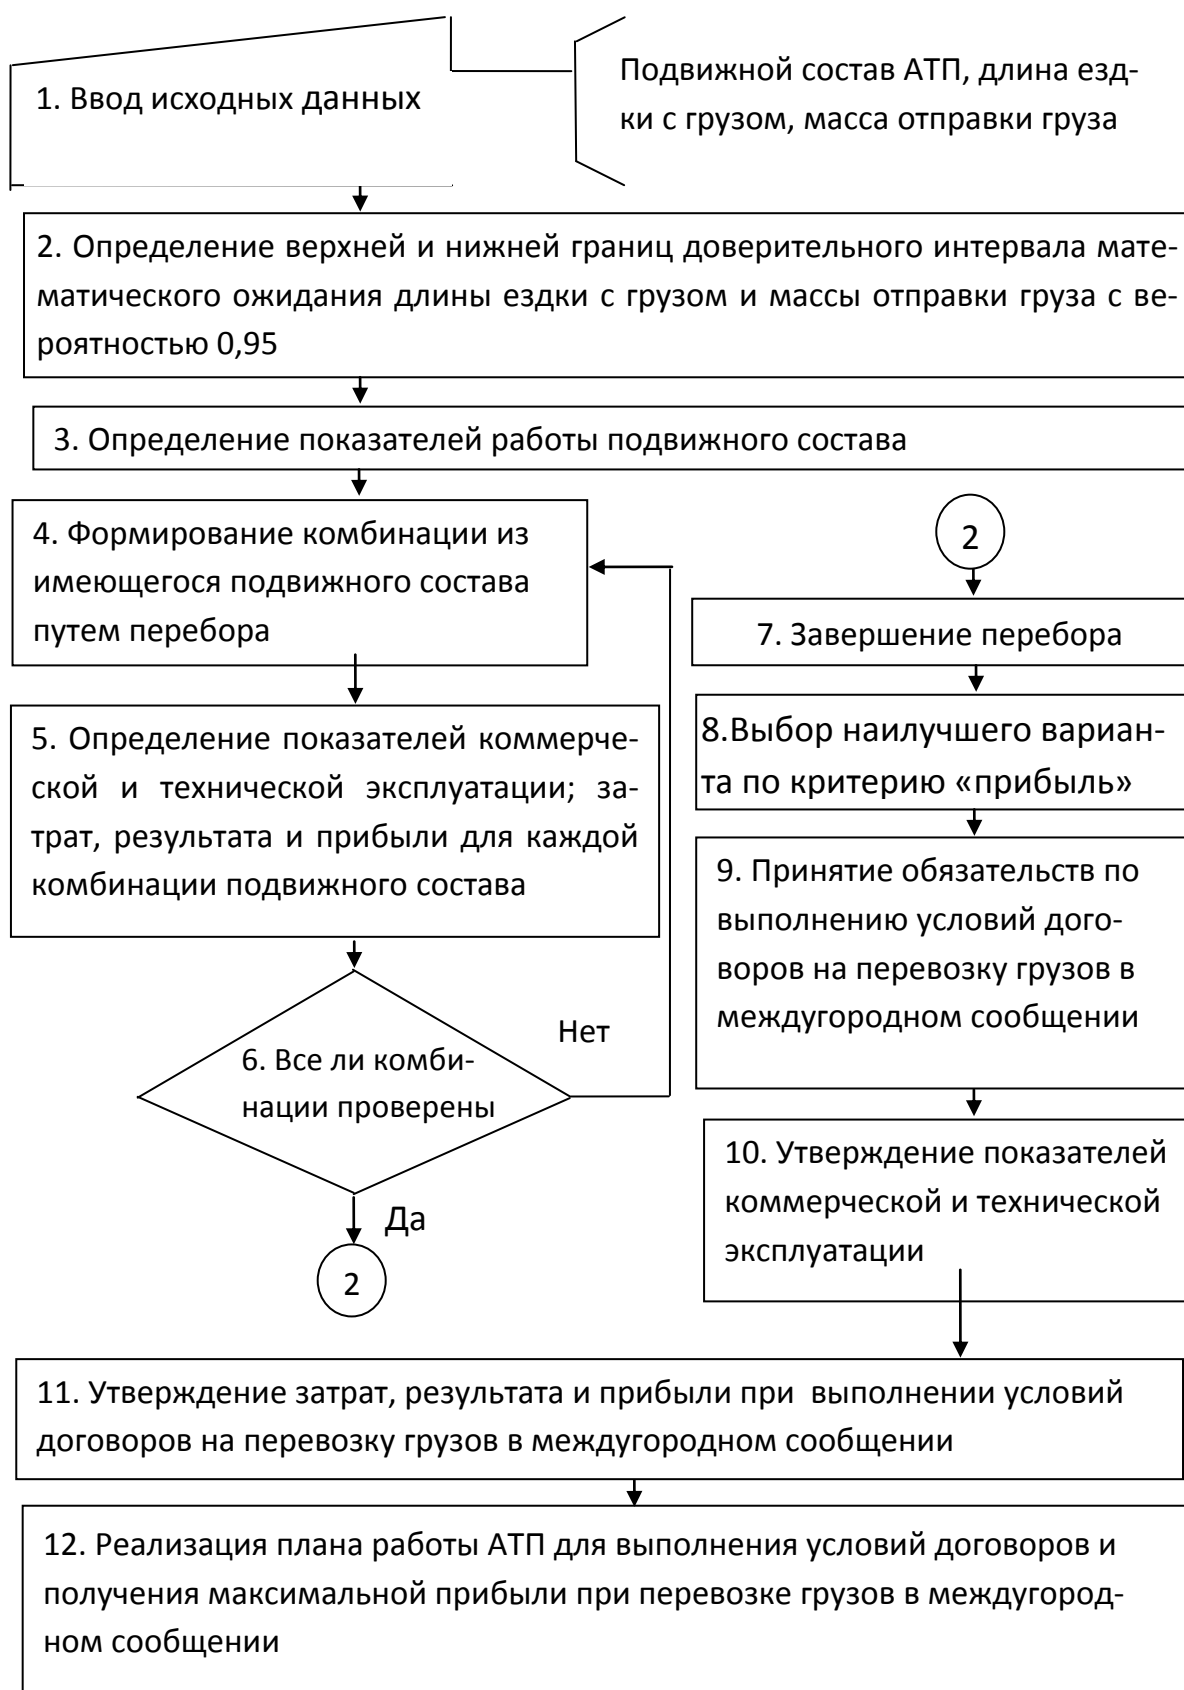 1. Ввод исходных данных
Подвижной состав АТП, длина езд-
ки с грузом, масса отправки груза
2. Определение верхней и нижней границ доверительного интервала мате-
матического ожидания длины ездки с грузом и массы отправки груза с ве-
роятностью 0,95
3. Определение показателей работы подвижного состава
4. Формирование комбинации из
имеющегося подвижного состава
путем перебора
5. Определение показателей коммерче-
ской и технической эксплуатации; за-
трат, результата и прибыли для каждой
комбинации подвижного состава
Нет
6. Все ли комби-
нации проверены
Да
2
2
7. Завершение перебора
8.Выбор наилучшего вариан-
та по критерию «прибыль»
9. Принятие обязательств по
выполнению условий дого-
воров на перевозку грузов в
междугородном сообщении
10. Утверждение показателей
коммерческой и технической
эксплуатации
11. Утверждение затрат, результата и прибыли при выполнении условий
договоров на перевозку грузов в междугородном сообщении
12. Реализация плана работы АТП для выполнения условий договоров и
получения максимальной прибыли при перевозке грузов в междугород-
ном сообщении